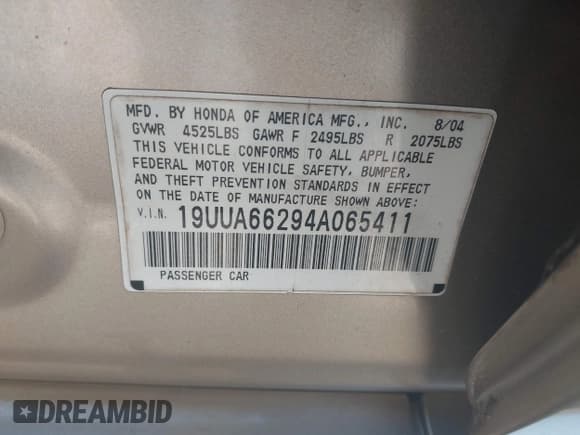 MFD. BY HONDA OF AMERICA MFG., INC. 8/04
GVWR 4525LBS GAWR F 2495LBS R 2075LBS
THIS VEHICLE CONFORMS TO ALL APPLICABLE
FEDERAL MOTOR VEHICLE SAFETY, BUMPER,
AND THEFT PREVENTION STANDARDS IN EFFECT
ON THE DATE OF MANUFACTURE SHOWN ABOVE:
V.I.N. 19UUA66294A065411
PASSENGER CAR
DREAMBID